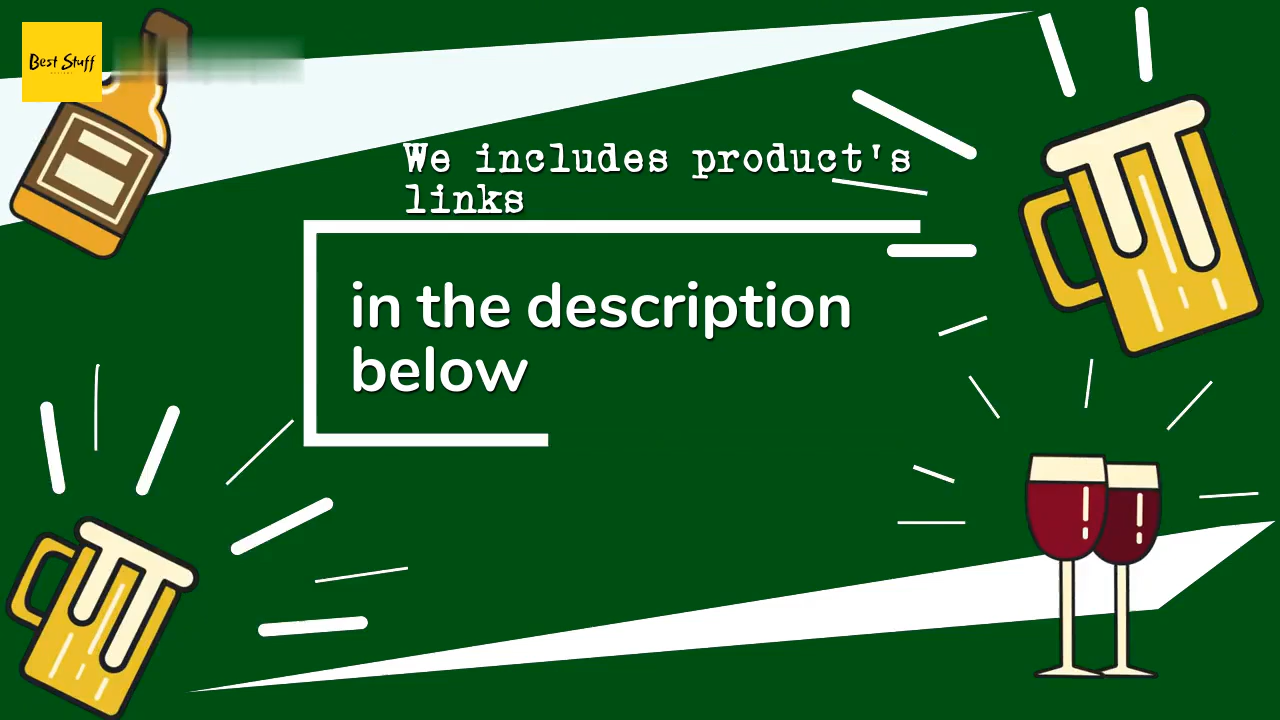 Best Stuff
We includes product's
links
in the description
below